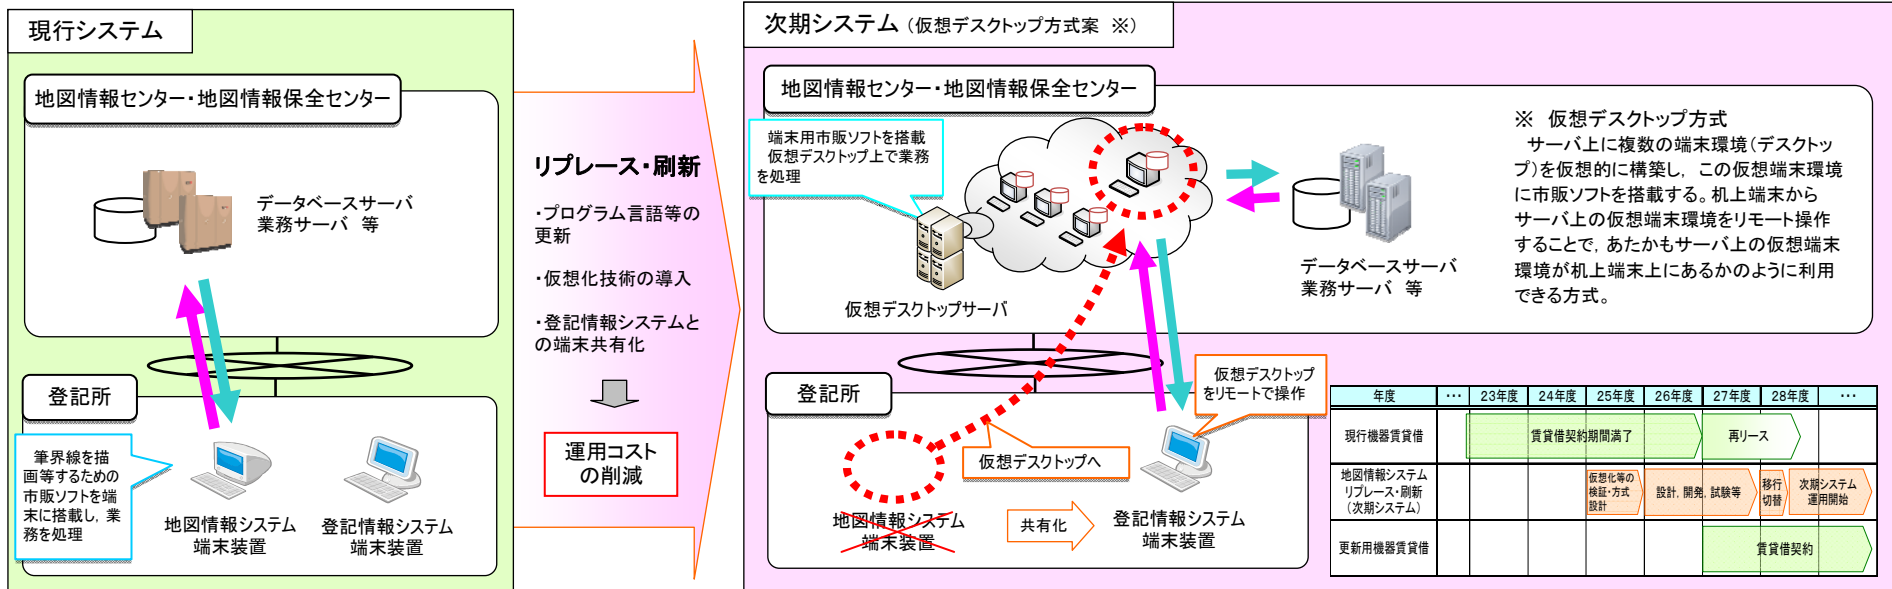 現行システム
地図情報センター・地図情報保全センター
データベースサーバ
業務サーバ　等
登記所
筆界線を描
画等するための
市販ソフトを端
末に搭載し，業
務を処理
地図情報システム
端末装置
登記情報システム
端末装置
リプレース・刷新
・プログラム言語等の
更新
・仮想化技術の導入
・登記情報システムと
の端末共有化
運用コスト
の削減
次期システム（仮想デスクトップ方式案　※）
地図情報センター・地図情報保全センター
端末用市販ソフトを搭載
仮想デスクトップ上で業務
を処理
仮想デスクトップサーバ
データベースサーバ
業務サーバ　等
※　仮想デスクトップ方式
サーバ上に複数の端末環境（デスクトッ
プ）を仮想的に構築し，この仮想端末環境
に市販ソフトを搭載する。机上端末から
サーバ上の仮想端末環境をリモート操作
することで，あたかもサーバ上の仮想端末
環境が机上端末上にあるかのように利用
できる方式。
登記所
仮想デスクトップ
をリモートで操作
仮想デスクトップへ
地図情報システム
端末装置
共有化
登記情報システム
端末装置
年度　…　23年度　24年度　25年度　26年度　27年度　28年度　…
現行機器賃貸借　賃貸借契約期間満了　再リース
地図情報システム
リプレース・刷新
（次期システム）
仮想化等の
検証・方式
設計
設計，開発，試験等
移行
切替
次期システム
運用開始
更新用機器賃貸借　賃貸借契約